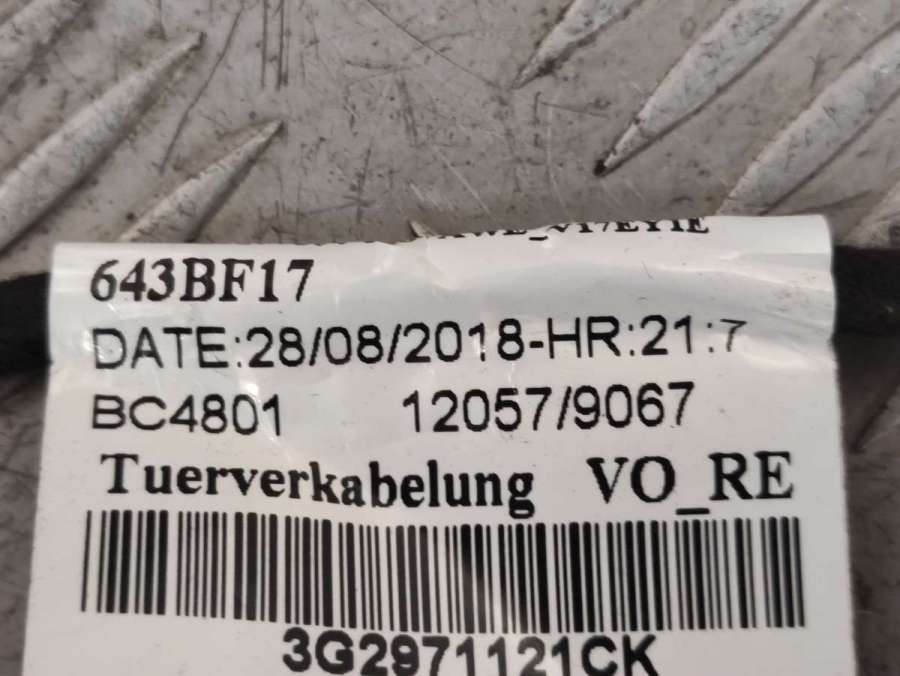 643BF17
DATE:28/08/2018-HR:21:7
BC4801 12057/9067
Tuerverkabelung VO_RE
3G2971121CK